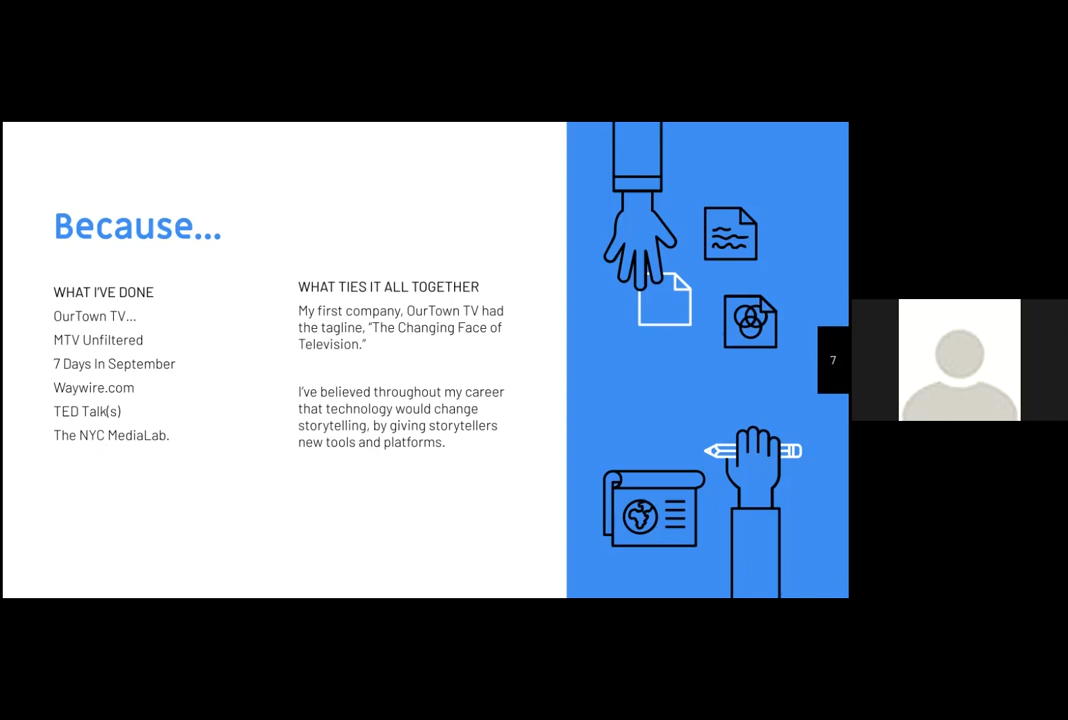 Because...
WHAT I'VE DONE
OurTown TV...
MTV Unfiltered
7 Days In September
Waywire.com
TED Talk(s)
The NYC MediaLab.
WHAT TIES IT ALL TOGETHER
My first company, OurTown TV had
the tagline, “The Changing Face of
Television.”
I've believed throughout my career
that technology would change
storytelling, by giving storytellers
new tools and platforms.
7